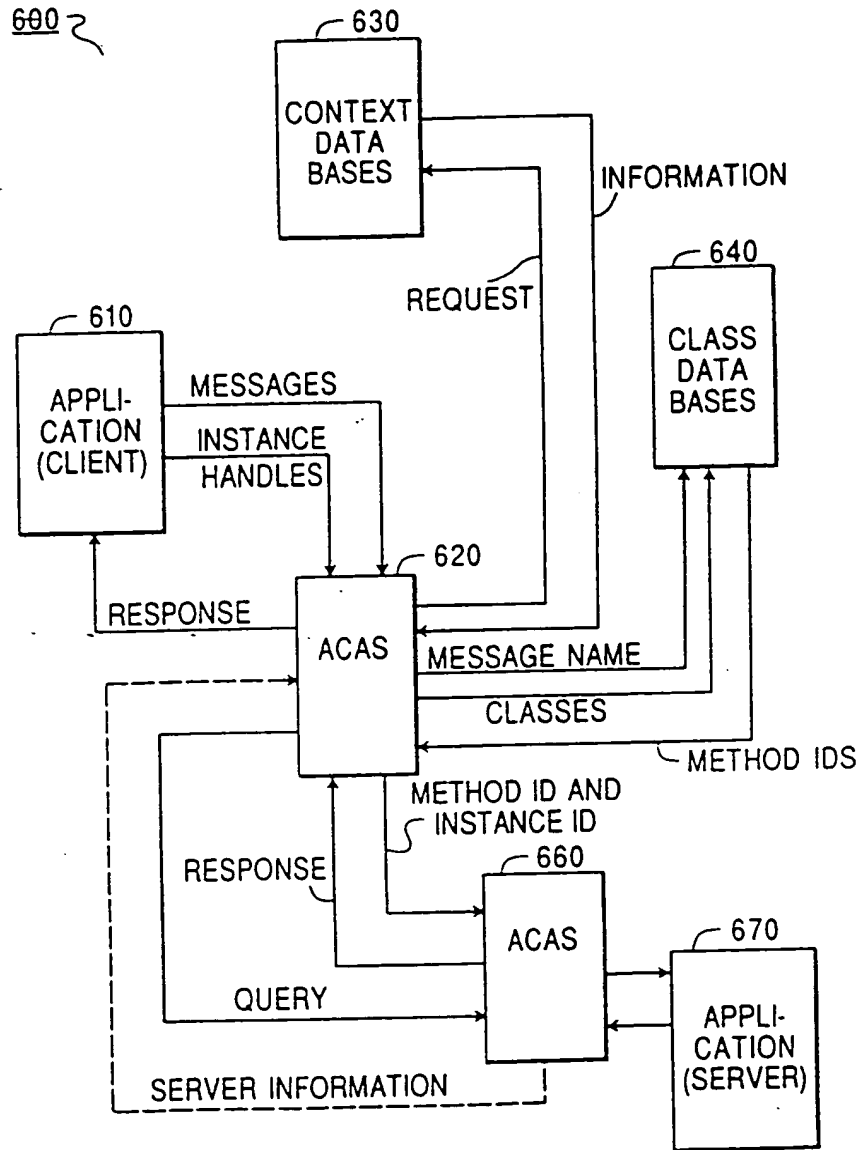 600
630
CONTEXT
DATA
BASES
INFORMATION
REQUEST
640
CLASS
DATA
BASES
610
APPLI-
CATION
(CLIENT)
MESSAGES
INSTANCE
HANDLES
620
RESPONSE
ACAS
MESSAGE NAME
CLASSES
METHOD IDS
METHOD ID AND
INSTANCE ID
RESPONSE
660
ACAS
670
QUERY
APPLI-
CATION
(SERVER)
SERVER INFORMATION